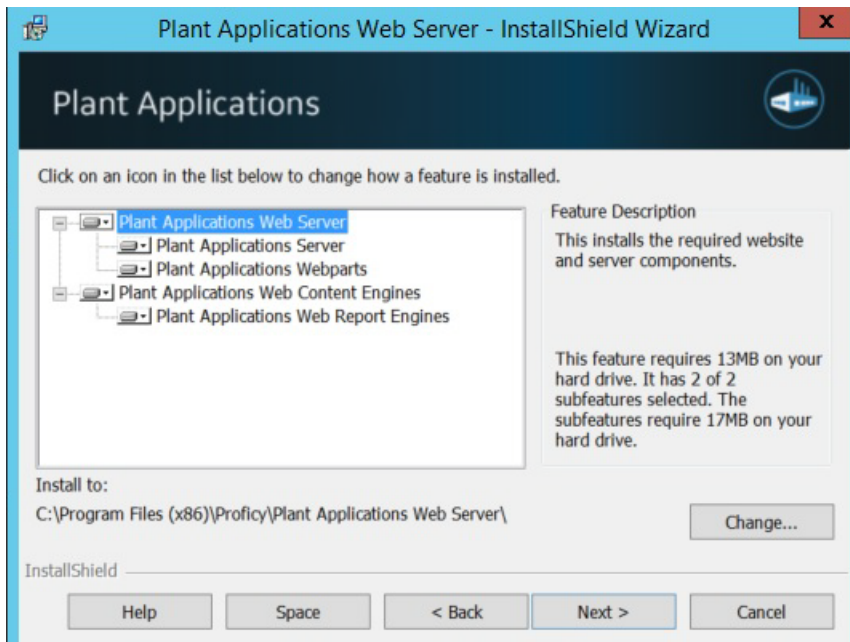 Plant Applications Web Server - InstallShield Wizard
x
Plant Applications
Click on an icon in the list below to change how a feature is installed.
Plant Applications Web Server
Plant Applications Server
Plant Applications Webparts
Plant Applications Web Content Engines
Plant Applications Web Report Engines
Feature Description
This installs the required website
and server components.
This feature requires 13MB on your
hard drive. It has 2 of 2
subfeatures selected. The
subfeatures require 17MB on your
hard drive.
Install to:
C:\Program Files (x86)\Proficy\Plant Applications Web Server\
Change...
InstallShield
Help
Space
< Back
Next >
Cancel